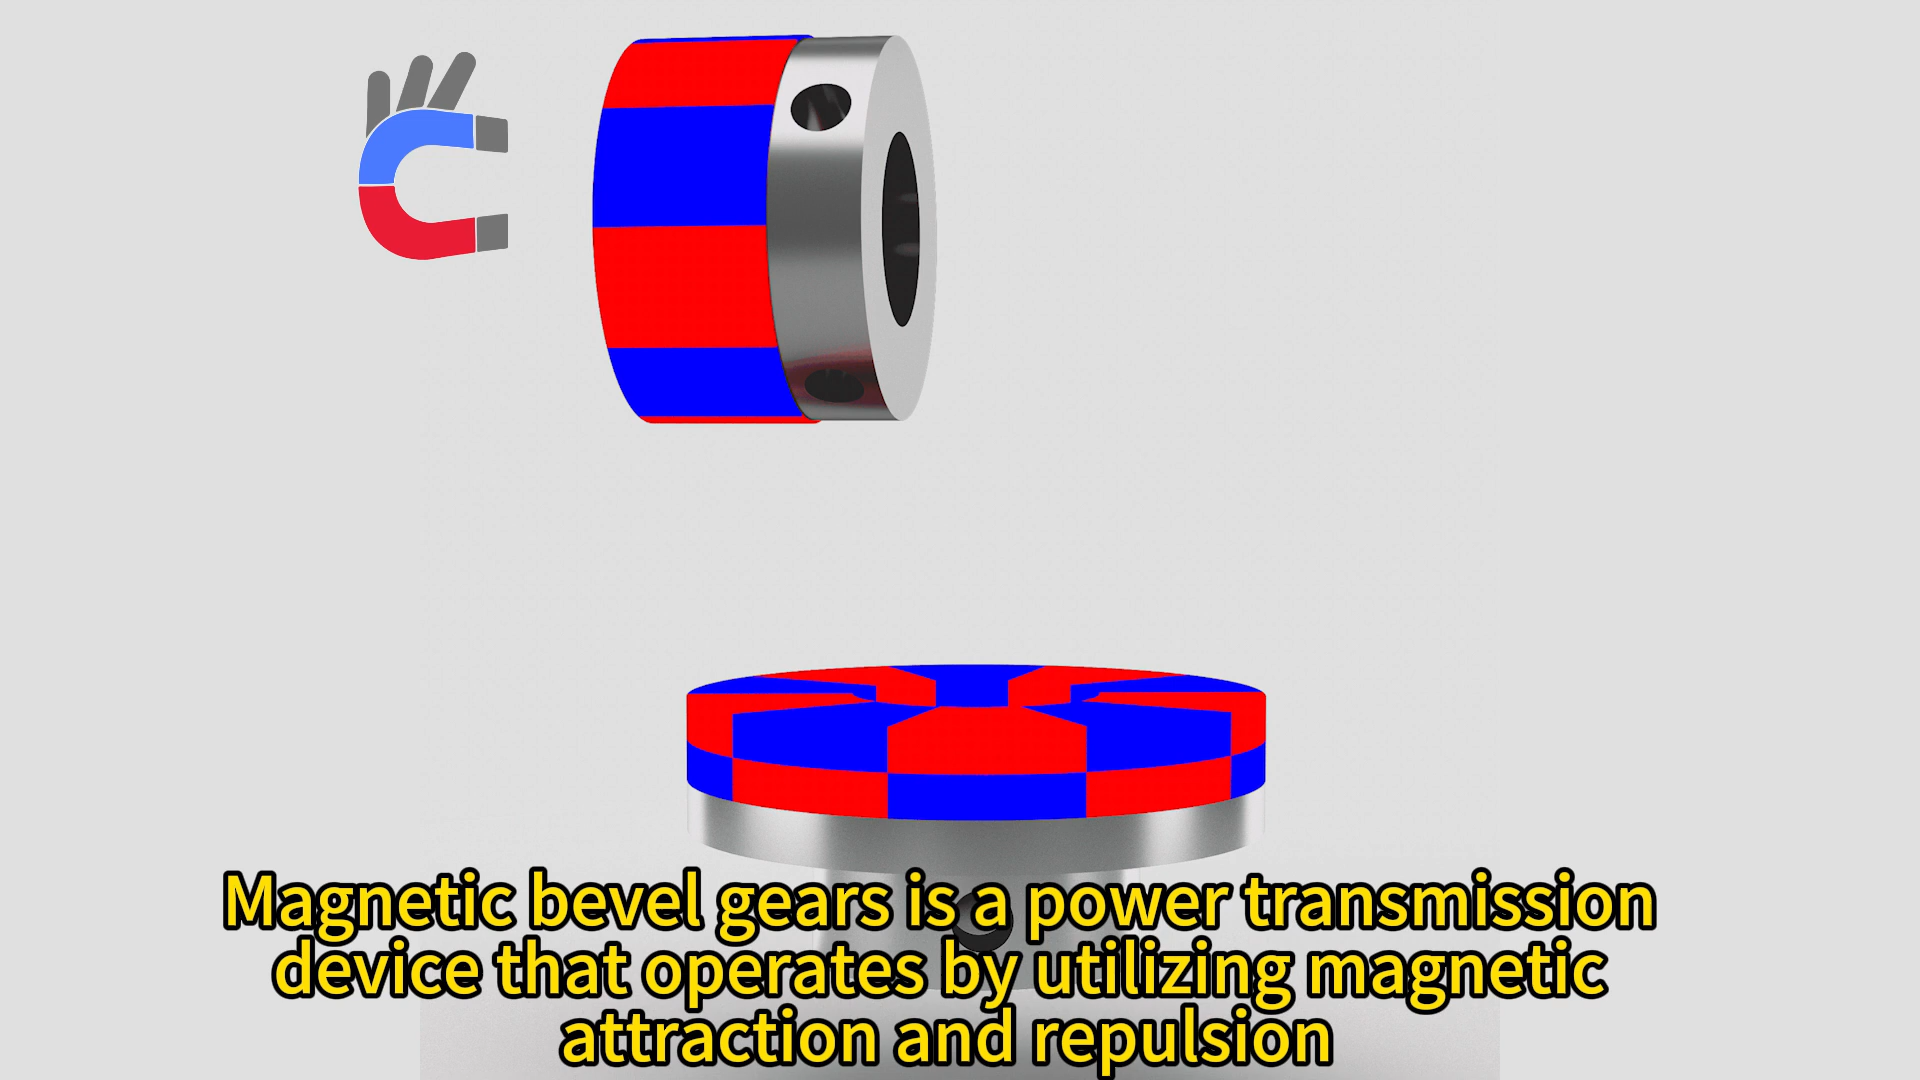 Magnetic bevel gears is a power transmission
device that operates by utilizing magnetic
attraction and repulsion